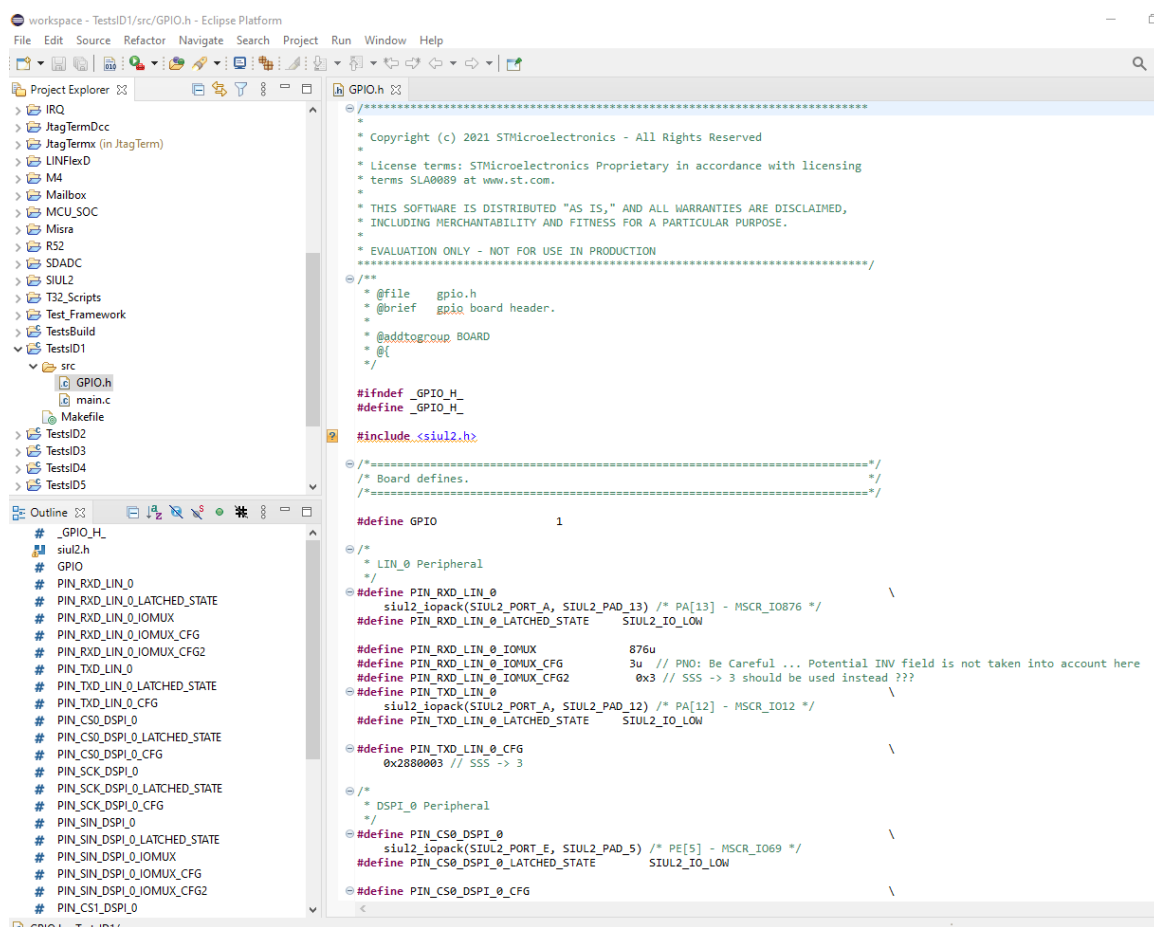 workspace - TestsID1/src/GPIO.h - Eclipse Platform
File Edit Source Refactor Navigate Search Project Run Window Help
Project Explorer
IRQ
JtagTermDcc
JtagTermx (in JtagTerm)
LINFlexD
M4
Mailbox
MCU_SOC
Misra
R52
SDADC
SIUL2
T32_Scripts
Test_Framework
TestsBuild
TestsID1
src
GPIO.h
main.c
Makefile
TestsID2
TestsID3
TestsID4
TestsID5
Outline
_GPIO_H_
siul2.h
GPIO
PIN_RXD_LIN_0
PIN_RXD_LIN_0_LATCHED_STATE
PIN_RXD_LIN_0_IOMUX
PIN_RXD_LIN_0_IOMUX_CFG
PIN_RXD_LIN_0_IOMUX_CFG2
PIN_TXD_LIN_0
PIN_TXD_LIN_0_LATCHED_STATE
PIN_TXD_LIN_0_CFG
PIN_CS0_DSPI_0
PIN_CS0_DSPI_0_LATCHED_STATE
PIN_CS0_DSPI_0_CFG
PIN_SCK_DSPI_0
PIN_SCK_DSPI_0_LATCHED_STATE
PIN_SCK_DSPI_0_CFG
PIN_SIN_DSPI_0
PIN_SIN_DSPI_0_LATCHED_STATE
PIN_SIN_DSPI_0_IOMUX
PIN_SIN_DSPI_0_IOMUX_CFG
PIN_SIN_DSPI_0_IOMUX_CFG2
PIN_CS1_DSPI_0
GPIO.h
/****************************************************************************
*
* Copyright (c) 2021 STMicroelectronics - All Rights Reserved
*
* License terms: STMicroelectronics Proprietary in accordance with licensing
* terms SLA0089 at www.st.com.
*
* THIS SOFTWARE IS DISTRIBUTED "AS IS," AND ALL WARRANTIES ARE DISCLAIMED,
* INCLUDING MERCHANTABILITY AND FITNESS FOR A PARTICULAR PURPOSE.
*
* EVALUATION ONLY - NOT FOR USE IN PRODUCTION
*****************************************************************************/
/**
* @file    gpio.h
* @brief   gpio board header.
*
* @addtogroup BOARD
* @{
*/
#ifndef _GPIO_H_
#define _GPIO_H_
#include <siul2.h>
/*===========================================================================*/
/* Board defines.                                                            */
/*===========================================================================*/
#define GPIO                  1
/*
* LIN_0 Peripheral
*/
#define PIN_RXD_LIN_0 \
siul2_iopack(SIUL2_PORT_A, SIUL2_PAD_13) /* PA[13] - MSCR_IO876 */
#define PIN_RXD_LIN_0_LATCHED_STATE     SIUL2_IO_LOW
#define PIN_RXD_LIN_0_IOMUX              876u
#define PIN_RXD_LIN_0_IOMUX_CFG          3u  // PNO: Be Careful ... Potential INV field is not taken into account here
#define PIN_RXD_LIN_0_IOMUX_CFG2          0x3 // SSS -> 3 should be used instead ???
#define PIN_TXD_LIN_0 \
siul2_iopack(SIUL2_PORT_A, SIUL2_PAD_12) /* PA[12] - MSCR_IO12 */
#define PIN_TXD_LIN_0_LATCHED_STATE     SIUL2_IO_LOW
#define PIN_TXD_LIN_0_CFG \
0x2880003 // SSS -> 3
/*
* DSPI_0 Peripheral
*/
#define PIN_CS0_DSPI_0 \
siul2_iopack(SIUL2_PORT_E, SIUL2_PAD_5) /* PE[5] - MSCR_IO69 */
#define PIN_CS0_DSPI_0_LATCHED_STATE        SIUL2_IO_LOW
#define PIN_CS0_DSPI_0_CFG \